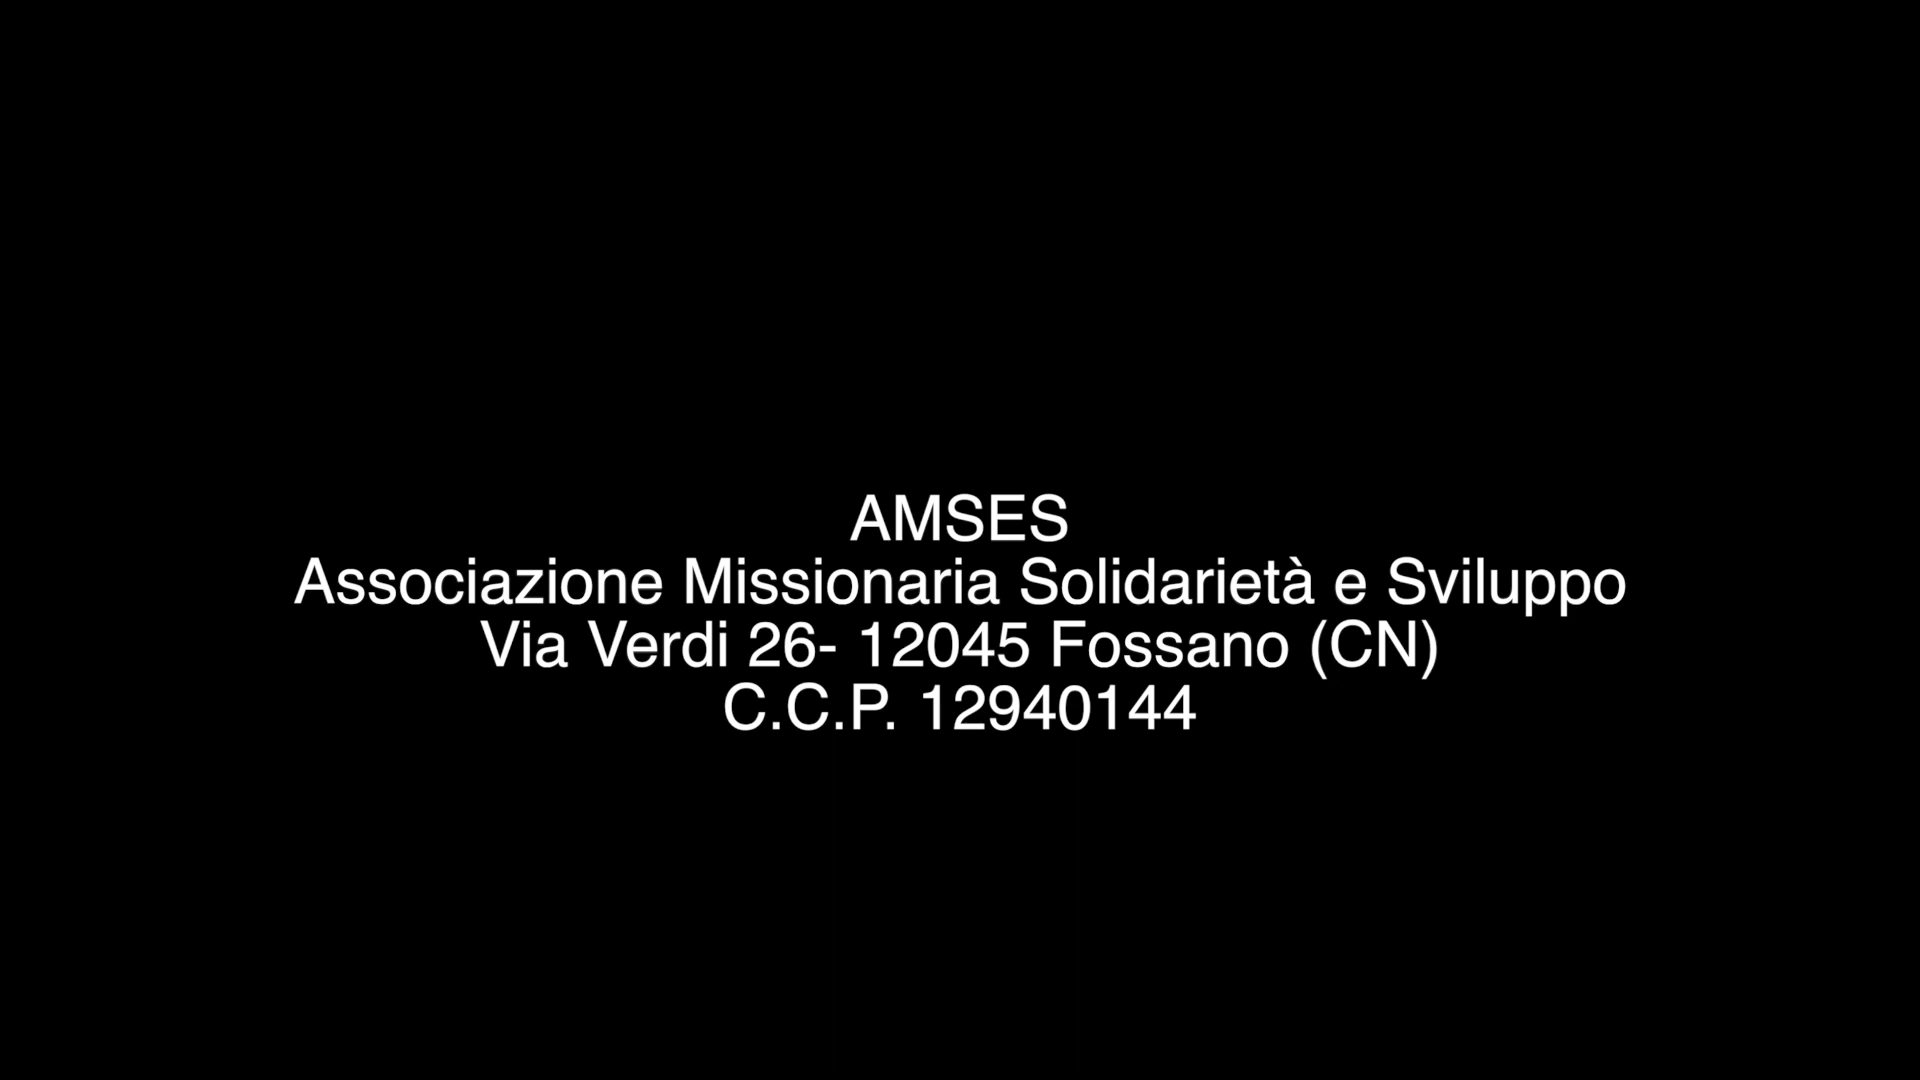 AMSES
Associazione Missionaria Solidarietà e Sviluppo
Via Verdi 26- 12045 Fossano (CN)
C.C.P. 12940144